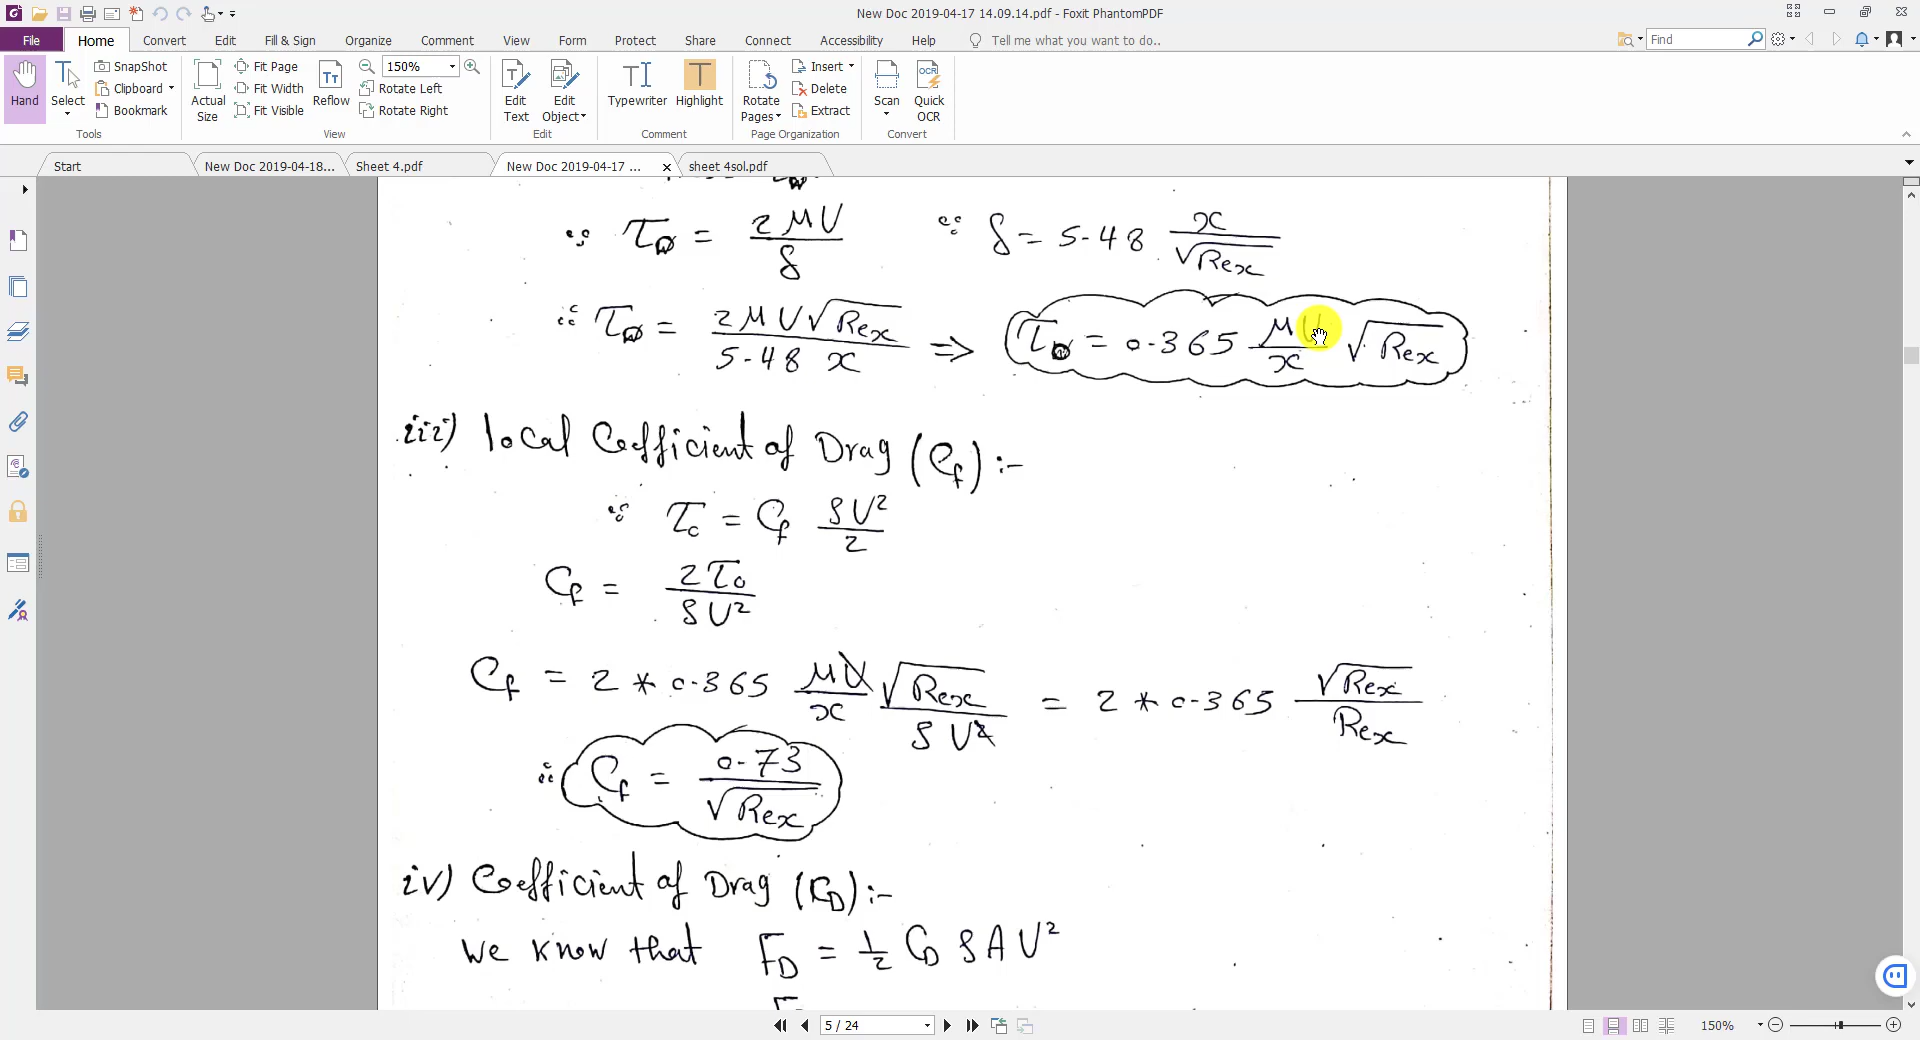 New Doc 2019-04-17 14.09.14.pdf - Foxit PhantomPDF
File Home Convert Edit Fill & Sign Organize Comment View Form Protect Share Connect Accessibility Help Tell me what you want to do.. Find
Hand
Select
SnapShot
Clipboard
Bookmark
Tools
Actual Size
Fit Page
Fit Width
Fit Visible
Reflow
150%
Rotate Left
Rotate Right
View
Edit Text
Edit Object
Edit
Typewriter
Highlight
Comment
Rotate Pages
Insert
Delete
Extract
Page Organization
Scan
Quick OCR
Convert
Start New Doc 2019-04-18... Sheet 4.pdf New Doc 2019-04-17 ... sheet 4sol.pdf
∵ τ₀ = 2μU/δ ∵ δ = 5.48 x/√Rex
∴ τ₀ = 2μU√Rex / 5.48 x ⇒ τ₀ = 0.365 μU/x √Rex
iii) local Coefficient of Drag (Cf) :-
∵ τ₀ = Cf ρU²/2
Cf = 2τ₀/ρU²
Cf = 2 * 0.365 μU/x √Rex/ρU² = 2 * 0.365 √Rex/Rex
∴ Cf = 0.73/√Rex
iv) Coefficient of Drag (CD) :-
We know that FD = 1/2 CD ρ A U²
5 / 24
150%